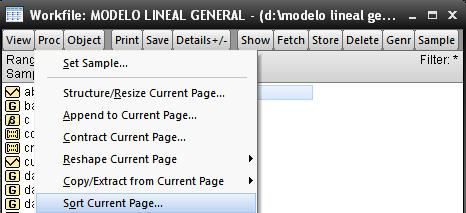 Workfile: MODELO LINEAL GENERAL - (d:\modelo lineal ge...
View Proc Object Print Save Details+/- Show Fetch Store Delete Genr Sample
Rang Filter: *
Samp
Set Sample...
Structure/Resize Current Page...
Append to Current Page...
Contract Current Page...
Reshape Current Page
Copy/Extract from Current Page
Sort Current Page...
ab
ba
c
co
cr
cu
da
da